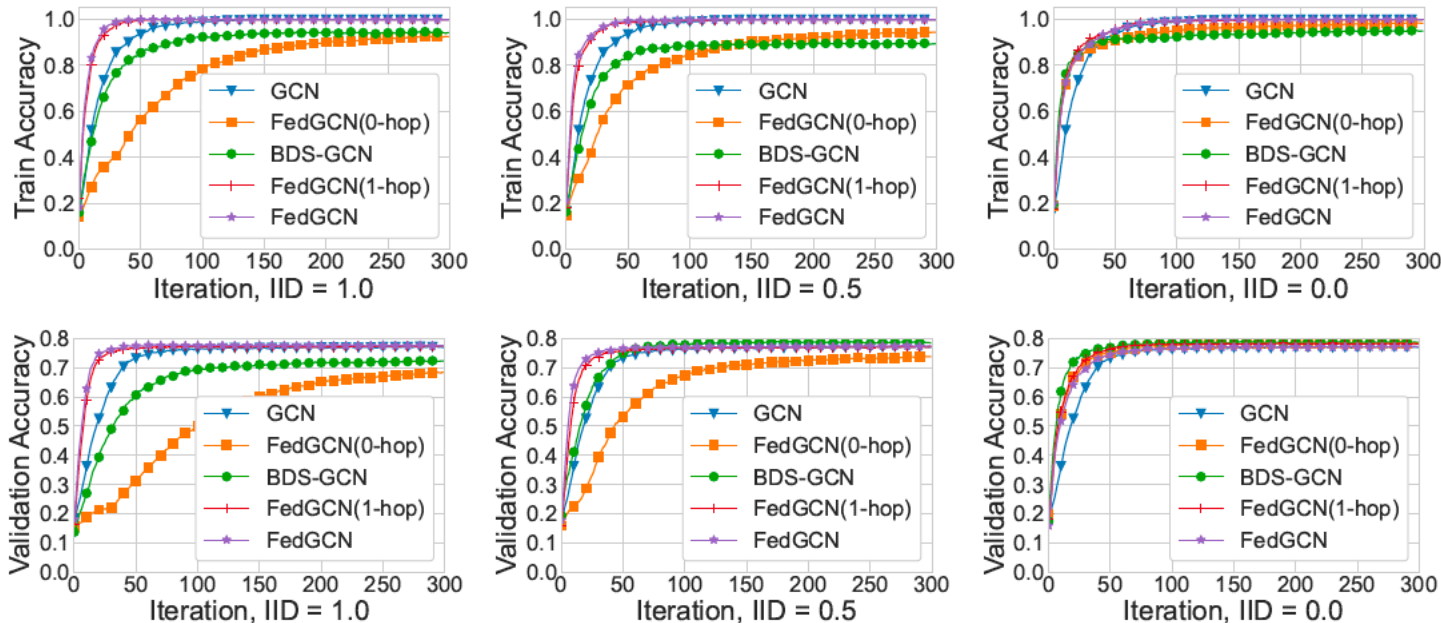 Train Accuracy
1.0
0.8
0.6
0.4
0.2
0.0
GCN
FedGCN(0-hop)
BDS-GCN
FedGCN(1-hop)
FedGCN
0 50 100 150 200 250 300
Iteration, IID = 1.0
Train Accuracy
1.0
0.8
0.6
0.4
0.2
0.0
GCN
FedGCN(0-hop)
BDS-GCN
FedGCN(1-hop)
FedGCN
0 50 100 150 200 250 300
Iteration, IID = 0.5
Train Accuracy
1.0
0.8
0.6
0.4
0.2
0.0
GCN
FedGCN(0-hop)
BDS-GCN
FedGCN(1-hop)
FedGCN
0 50 100 150 200 250 300
Iteration, IID = 0.0
Validation Accuracy
0.8
0.7
0.6
0.5
0.4
0.3
0.2
0.1
0.0
GCN
FedGCN(0-hop)
BDS-GCN
FedGCN(1-hop)
FedGCN
0 50 100 150 200 250 300
Iteration, IID = 1.0
Validation Accuracy
0.8
0.7
0.6
0.5
0.4
0.3
0.2
0.1
0.0
GCN
FedGCN(0-hop)
BDS-GCN
FedGCN(1-hop)
FedGCN
0 50 100 150 200 250 300
Iteration, IID = 0.5
Validation Accuracy
0.8
0.7
0.6
0.5
0.4
0.3
0.2
0.1
0.0
GCN
FedGCN(0-hop)
BDS-GCN
FedGCN(1-hop)
FedGCN
0 50 100 150 200 250 300
Iteration, IID = 0.0